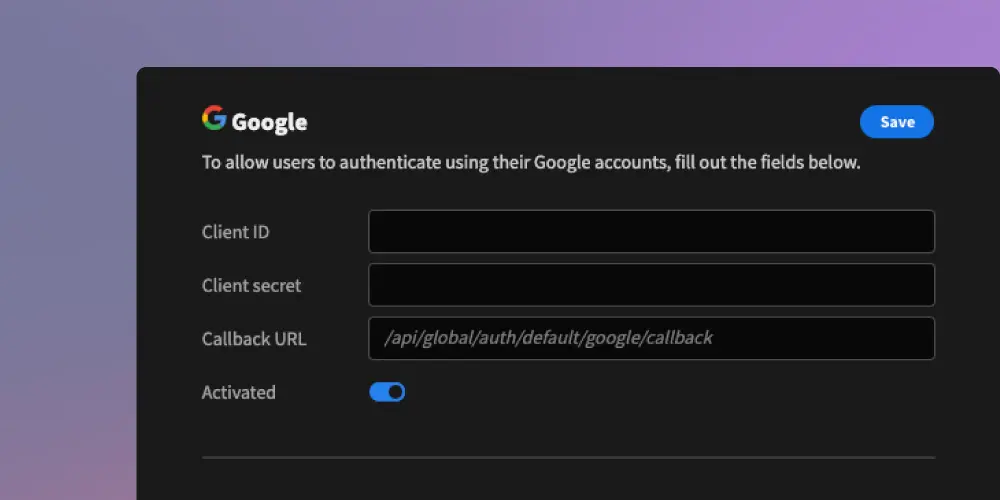 Google
Save
To allow users to authenticate using their Google accounts, fill out the fields below.
Client ID
Client secret
Callback URL
/api/global/auth/default/google/callback
Activated